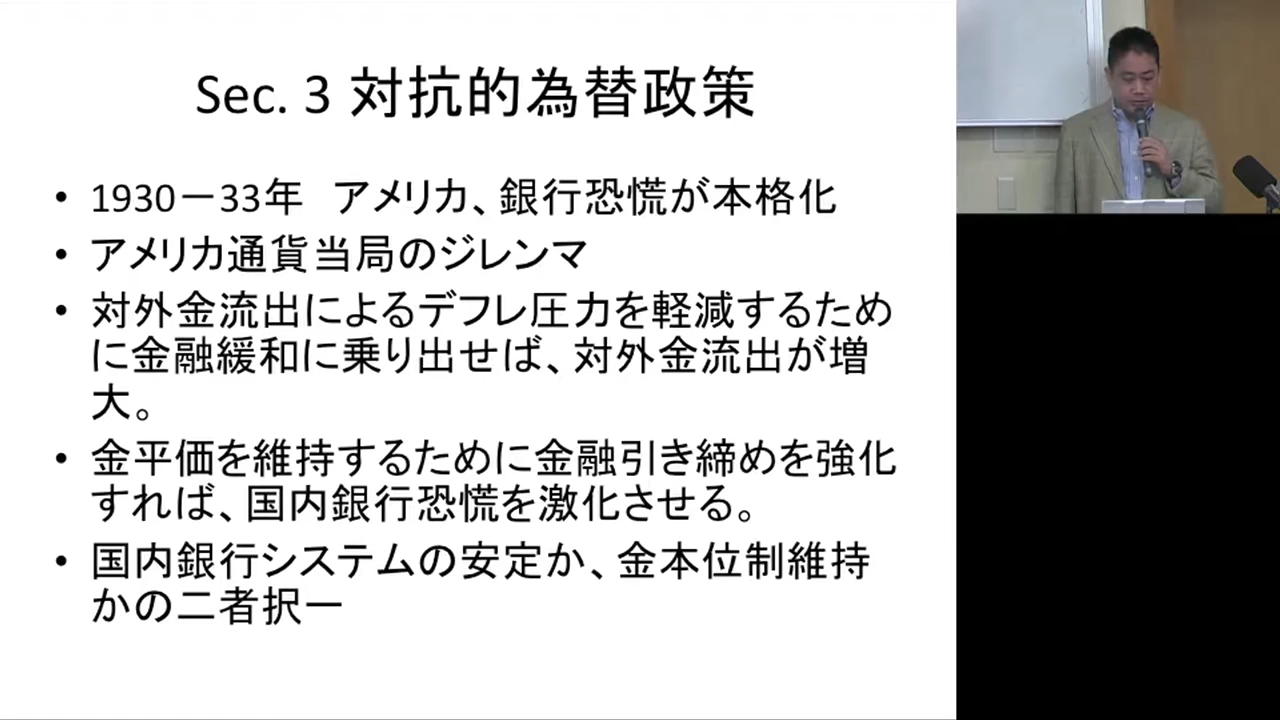 Sec. 3 対抗的為替政策
• 1930－33年　アメリカ、銀行恐慌が本格化
• アメリカ通貨当局のジレンマ
• 対外金流出によるデフレ圧力を軽減するため
に金融緩和に乗り出せば、対外金流出が増
大。
• 金平価を維持するために金融引き締めを強化
すれば、国内銀行恐慌を激化させる。
• 国内銀行システムの安定か、金本位制維持
かの二者択一